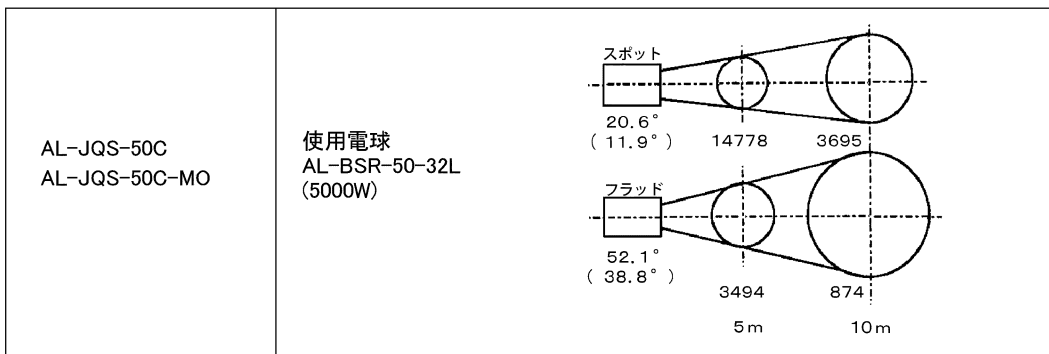 AL-JQS-50C
AL-JQS-50C-MO
使用電球
AL-BSR-50-32L
(5000W)
スポット
20.6°
( 11.9° )
14778
3695
フラッド
52.1°
( 38.8° )
3494
874
5m
10m